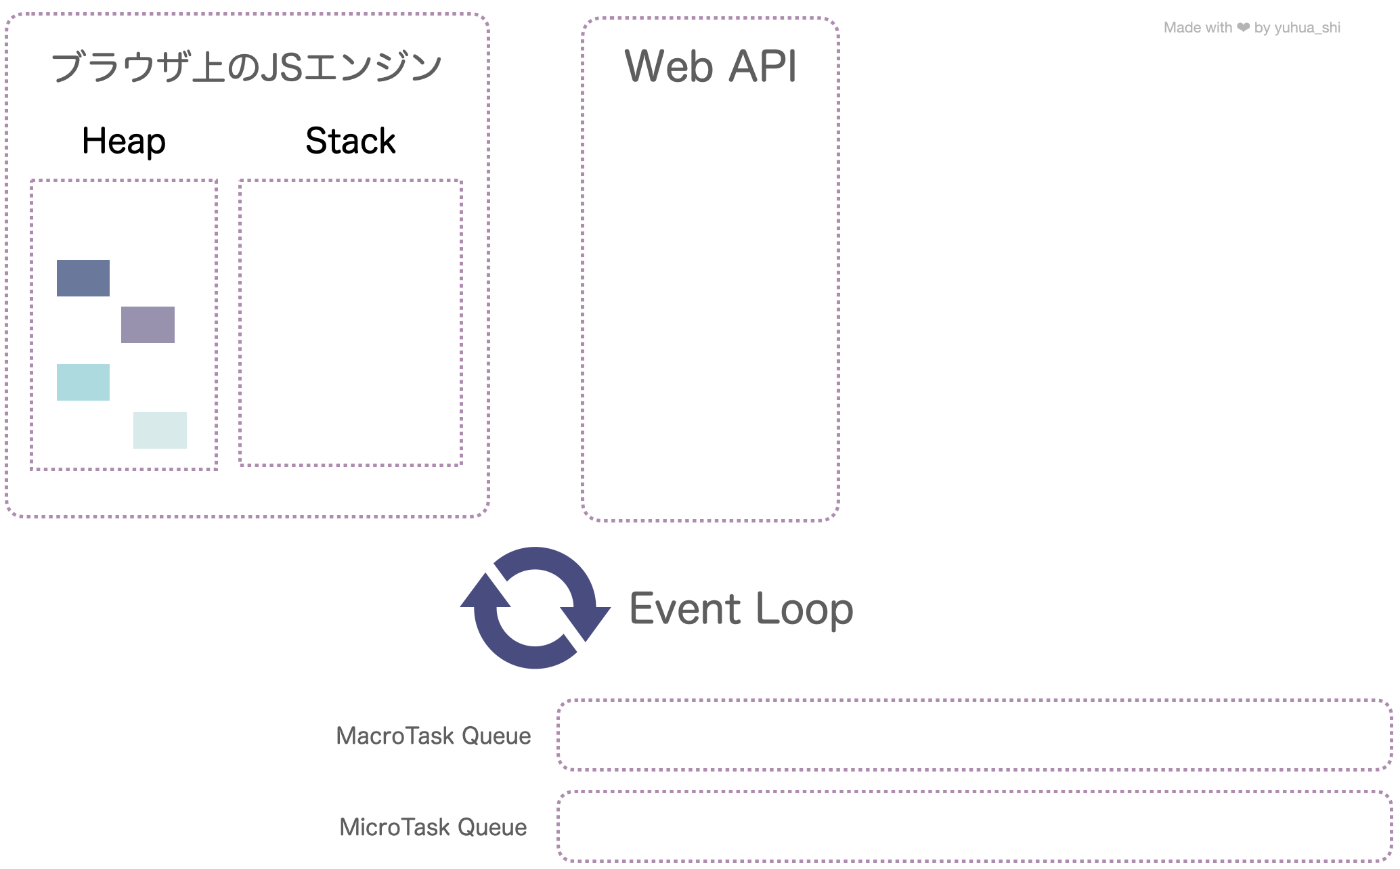 ブラウザ上のJSエンジン
Heap
Stack
Web API
Made with ❤ by yuhua_shi
Event Loop
MacroTask Queue
MicroTask Queue